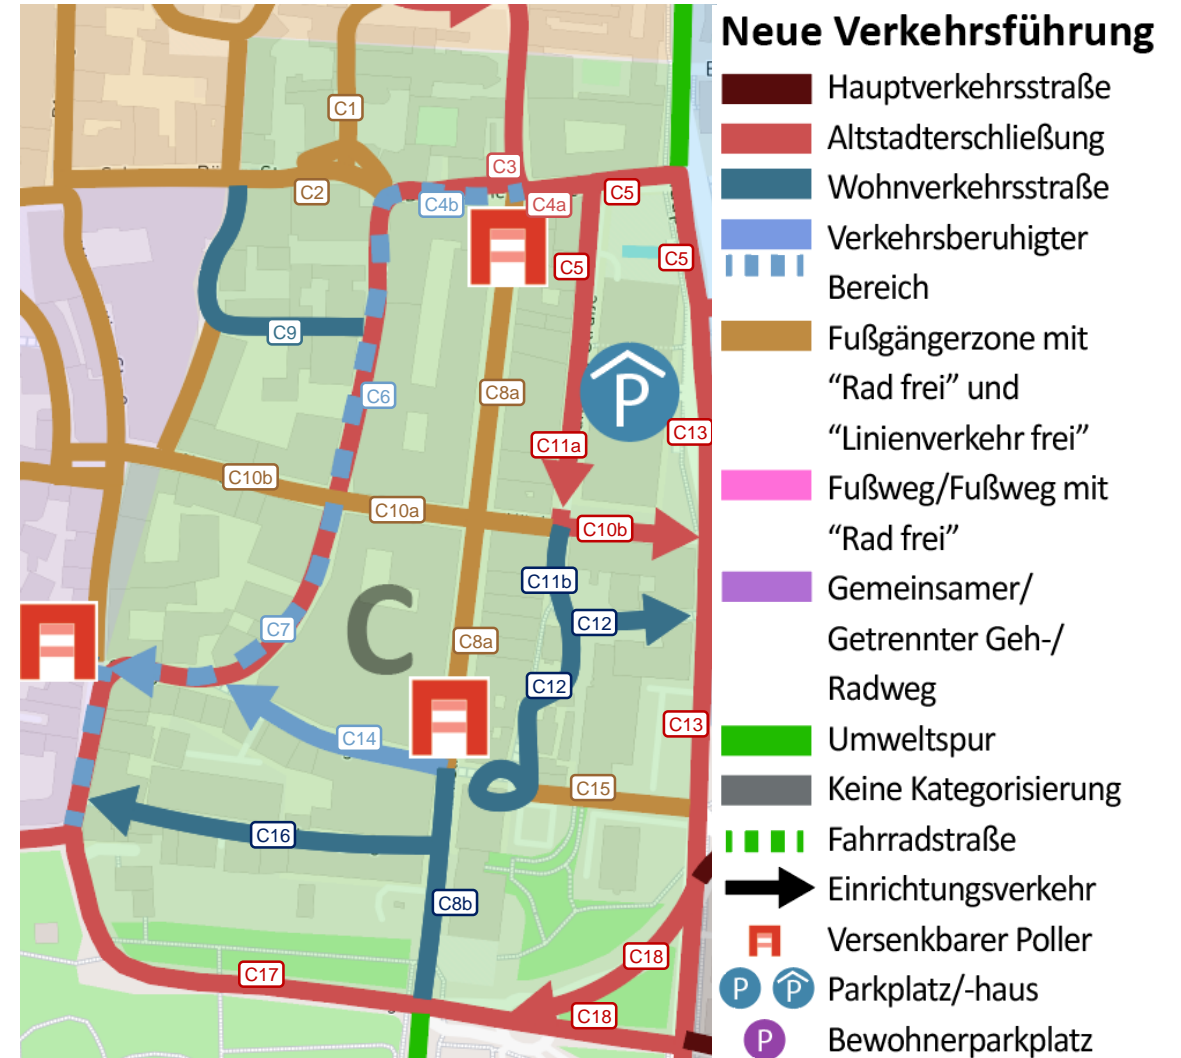 Neue Verkehrsführung
Hauptverkehrsstraße
Altstadterschließung
Wohnverkehrsstraße
Verkehrsberuhigter
Bereich
Fußgängerzone mit
“Rad frei” und
“Linienverkehr frei”
Fußweg/Fußweg mit
“Rad frei”
Gemeinsamer/
Getrennter Geh-/
Radweg
Umweltspur
Keine Kategorisierung
Fahrradstraße
Einrichtungsverkehr
Versenkbarer Poller
P P Parkplatz/-haus
P Bewohnerparkplatz
C1
C3
C2
C4b
C4a
C5
C5
C5
C9
C6
C8a
P
C11a
C13
C10b
C10a
C10b
C11b
C
C7
C12
C8a
C12
C13
C14
C15
C16
C8b
C18
C17
C18